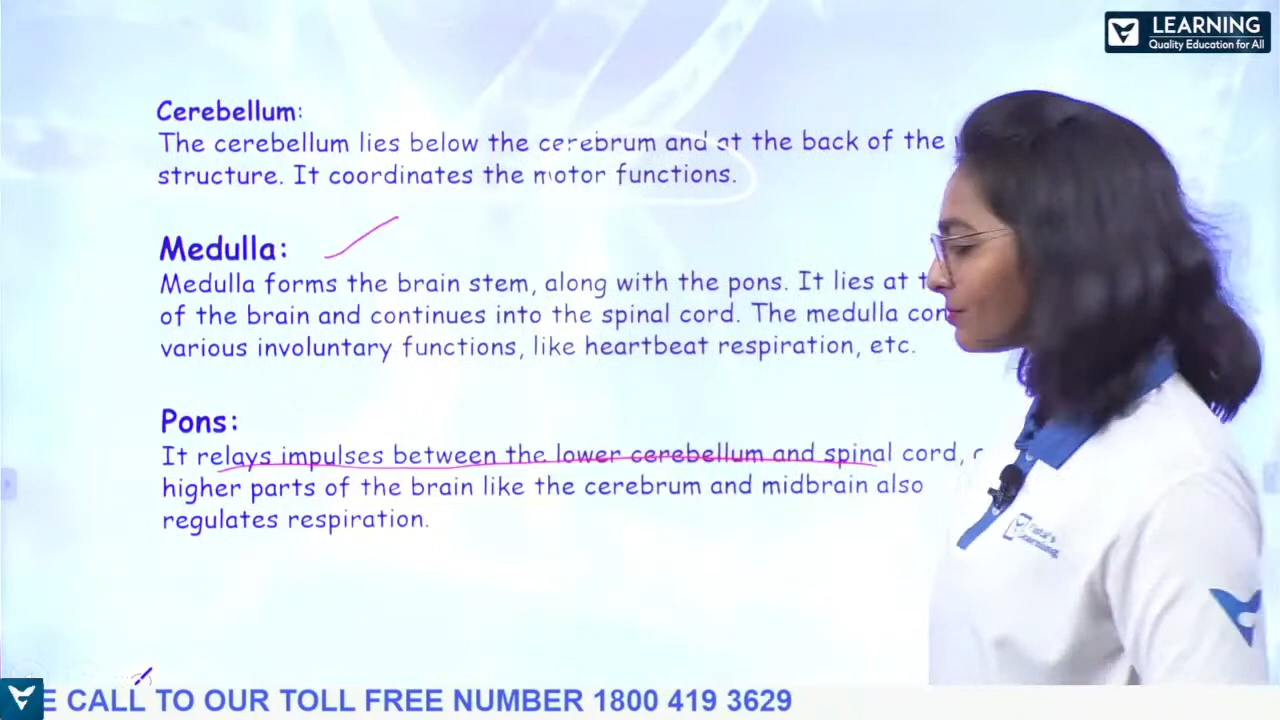 LEARNING
Quality Education for All
Cerebellum:
The cerebellum lies below the cerebrum and at the back of the
structure. It coordinates the motor functions.
Medulla:
Medulla forms the brain stem, along with the pons. It lies at
of the brain and continues into the spinal cord. The medulla con
various involuntary functions, like heartbeat respiration, etc.
Pons:
It relays impulses between the lower cerebellum and spinal cord,
higher parts of the brain like the cerebrum and midbrain also
regulates respiration.
E CALL TO OUR TOLL FREE NUMBER 1800 419 3629